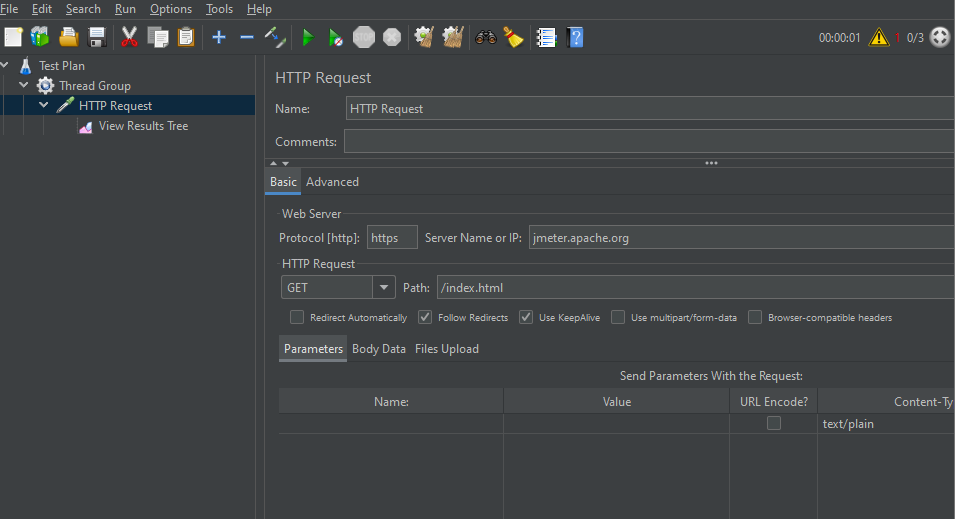 File Edit Search Run Options Tools Help
00:00:01 1 0/3
Test Plan
Thread Group
HTTP Request
View Results Tree
HTTP Request
Name: HTTP Request
Comments:
Basic Advanced
Web Server
Protocol [http]: https Server Name or IP: jmeter.apache.org
HTTP Request
GET Path: /index.html
Redirect Automatically Follow Redirects Use KeepAlive Use multipart/form-data Browser-compatible headers
Parameters Body Data Files Upload
Send Parameters With the Request:
Name: Value URL Encode? Content-Ty
text/plain